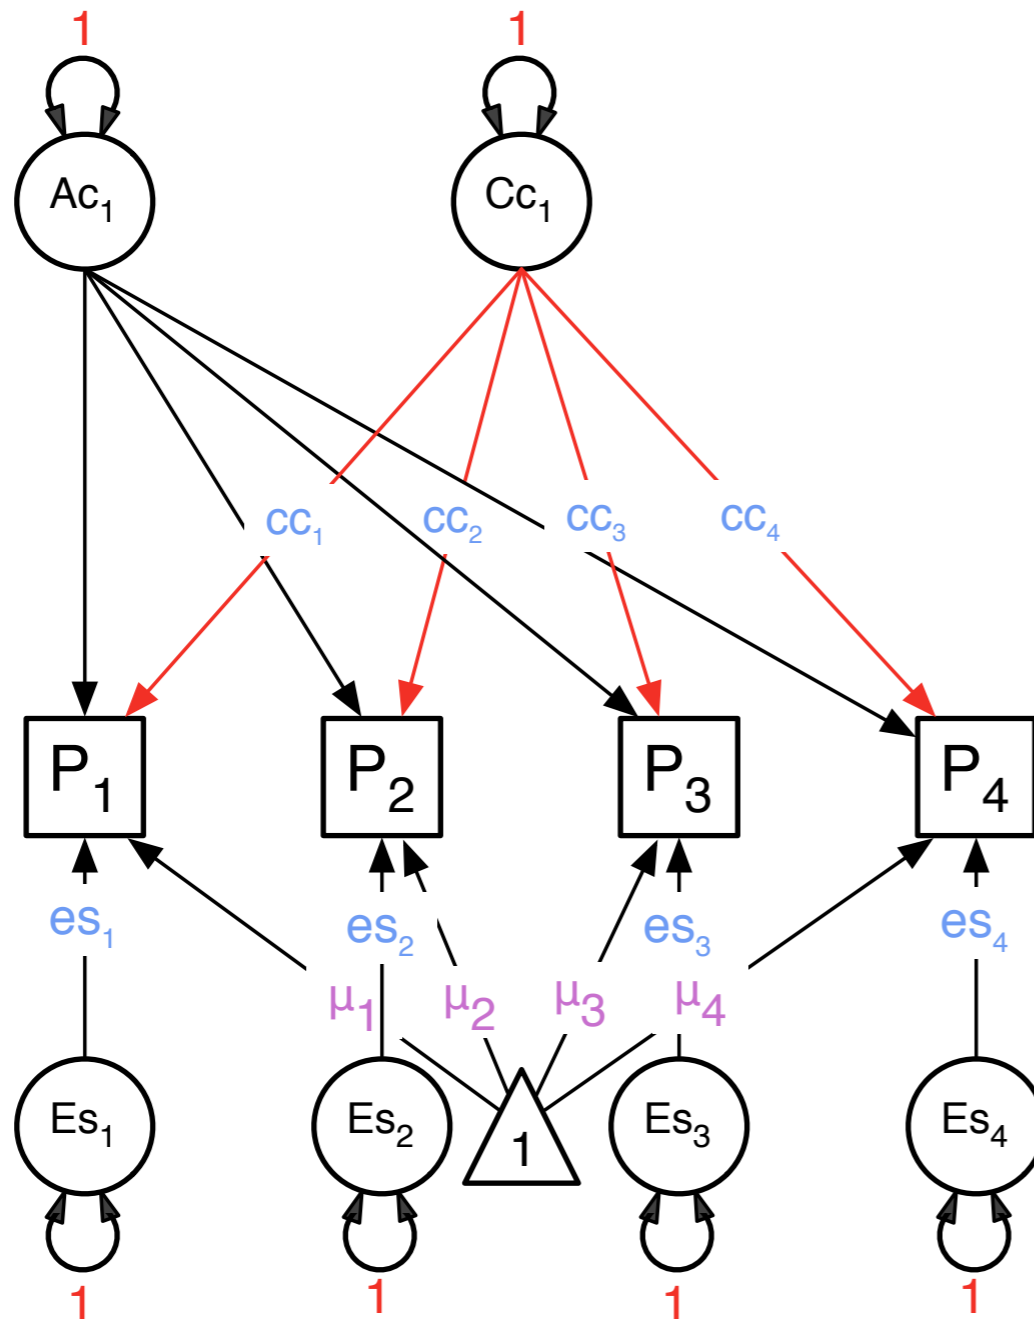 1 1
Ac₁ Cc₁
cc₁ cc₂ cc₃ cc₄
P₁ P₂ P₃ P₄
es₁ es₂ es₃ es₄
μ₁ μ₂ μ₃ μ₄
Es₁ Es₂ 1 Es₃ Es₄
1 1 1 1